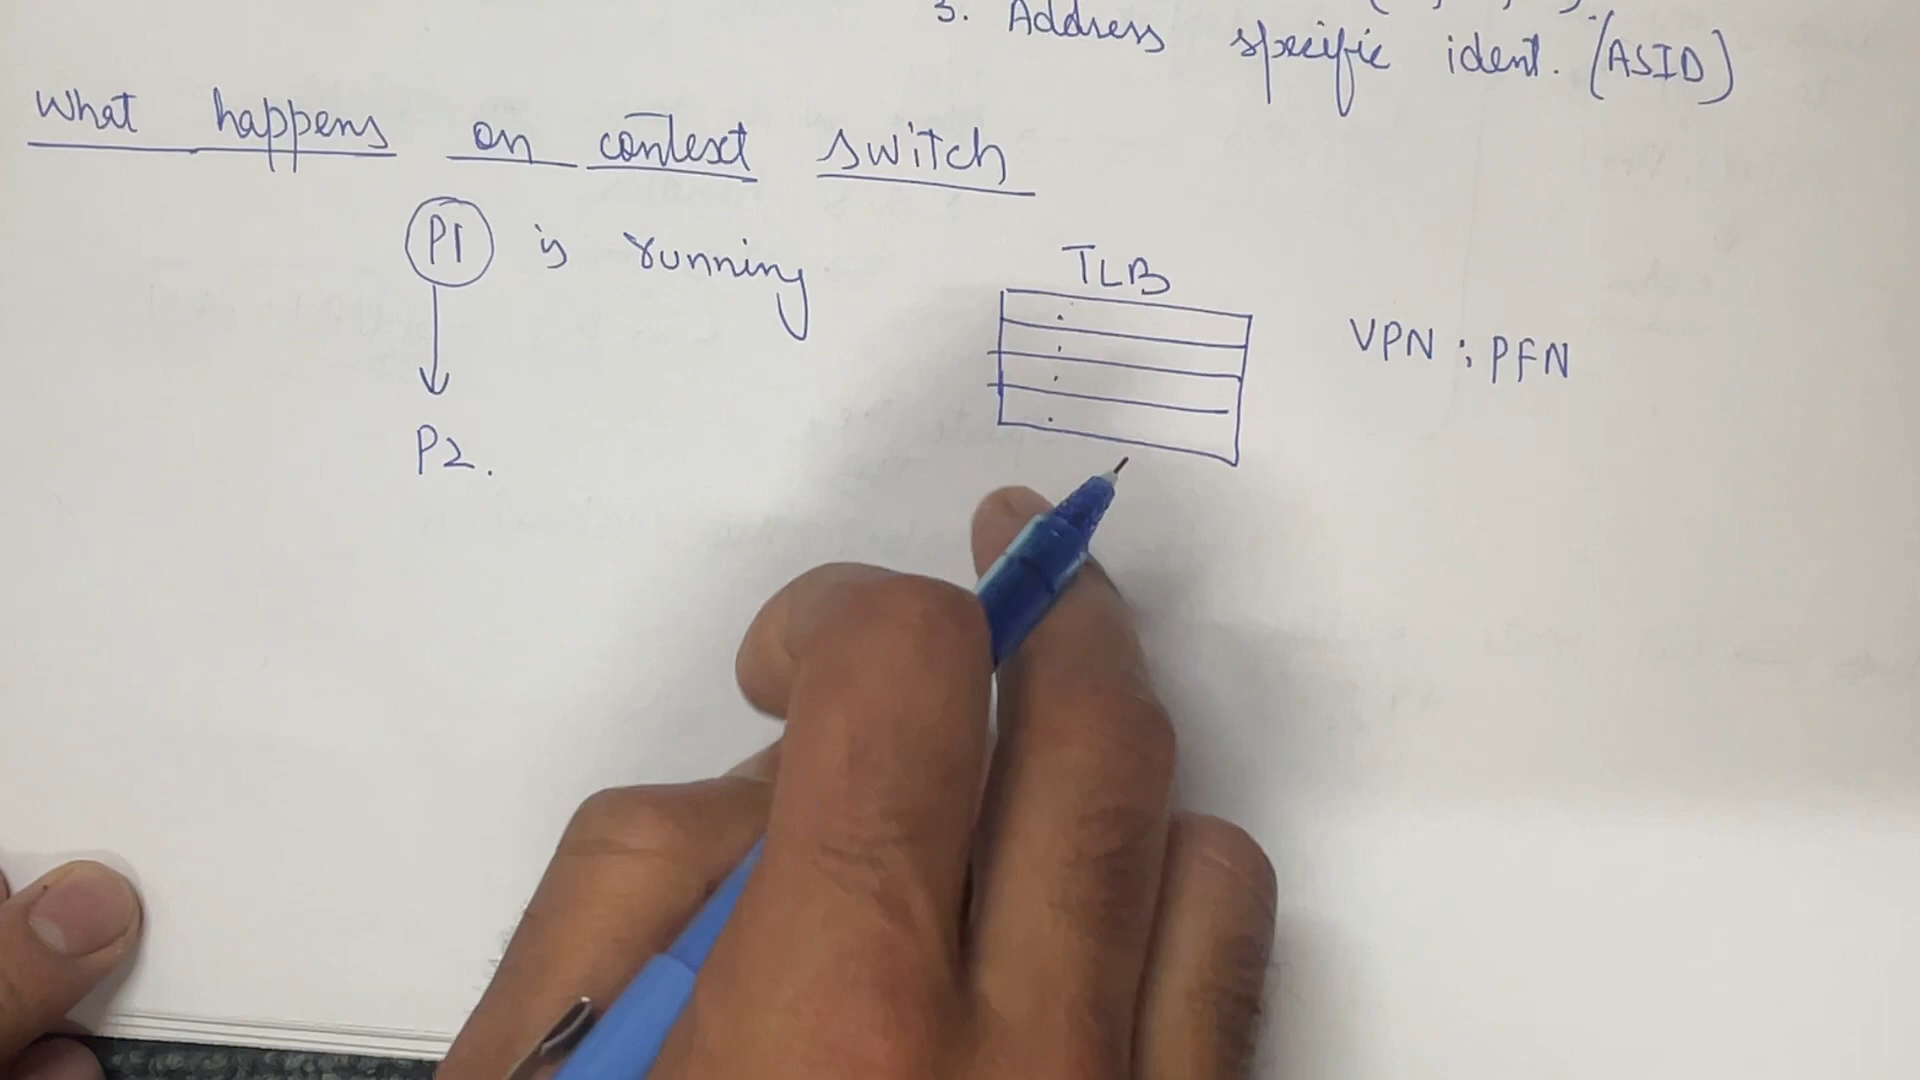 3. Address specific ident. (ASID)
What happens on context switch
P1 is running
TLB
VPN : PFN
P2.